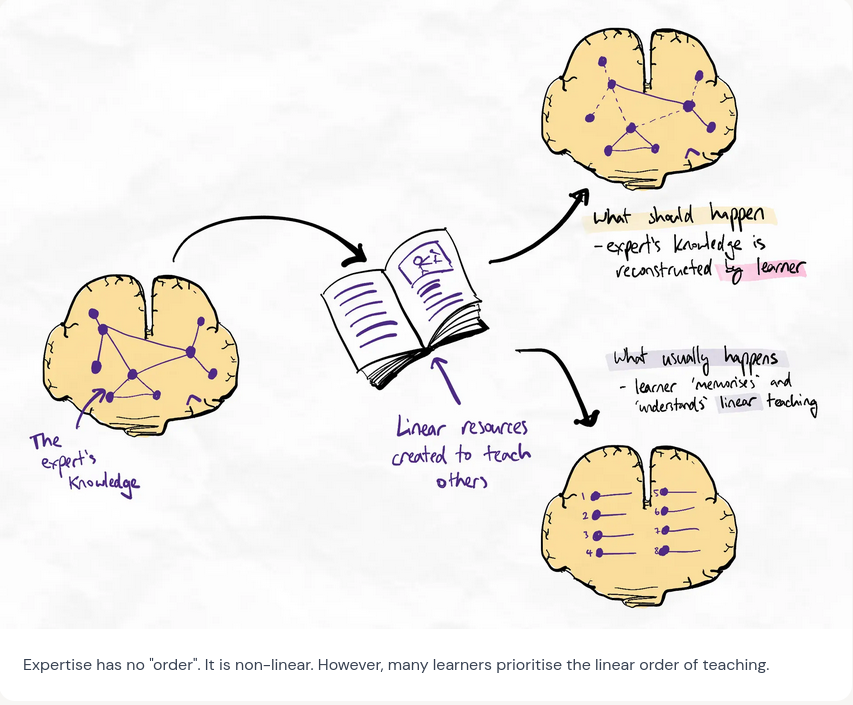 The
expert's
Knowledge
Linear resources
created to teach
others
What should happen
- expert's knowledge is
reconstructed by learner
What usually happens
- learner 'memorises' and
'understands' linear teaching
1
2
3
4
5
6
7
8
Expertise has no "order". It is non-linear. However, many learners prioritise the linear order of teaching.